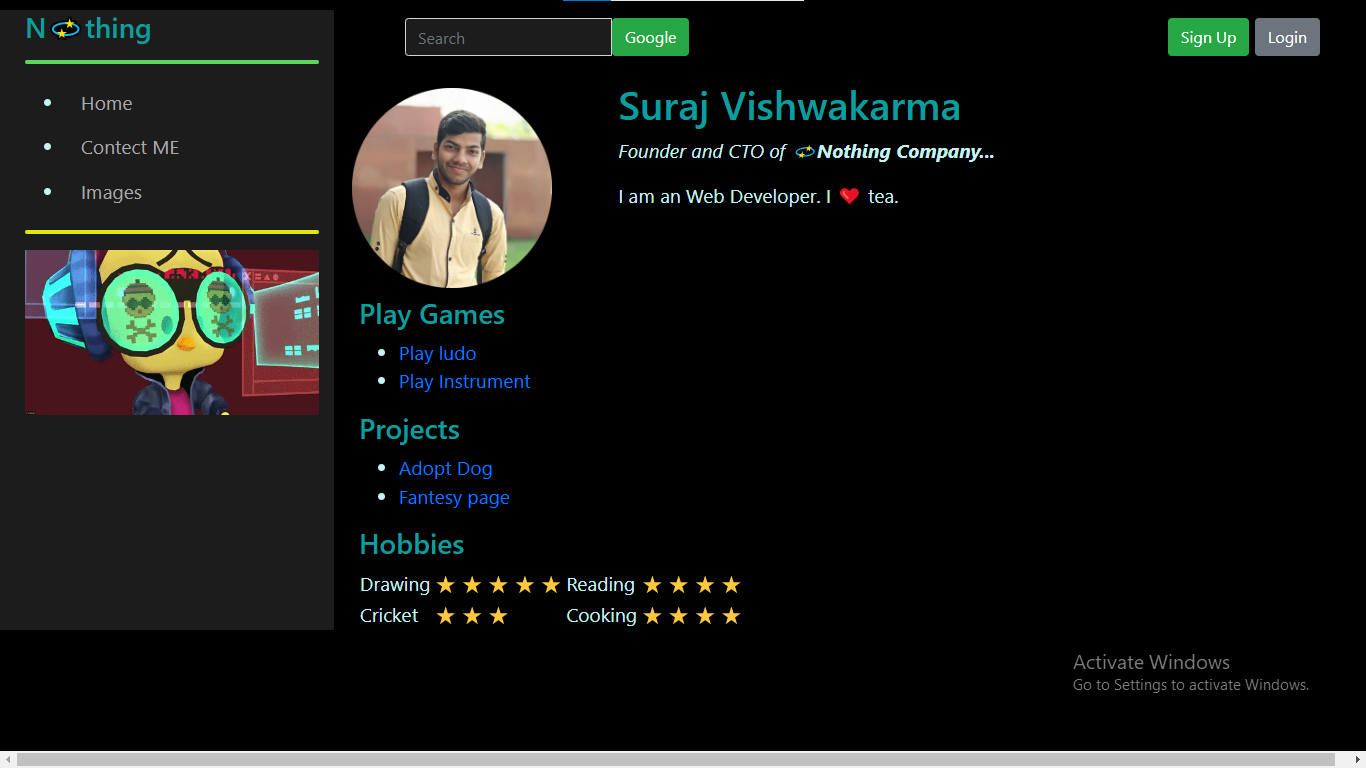 N💫thing
Search
Google
Sign Up
Login
Home
Contect ME
Images
Suraj Vishwakarma
Founder and CTO of 💫Nothing Company...
I am an Web Developer. I ❤ tea.
Play Games
Play ludo
Play Instrument
Projects
Adopt Dog
Fantesy page
Hobbies
Drawing ★ ★ ★ ★ ★ Reading ★ ★ ★ ★
Cricket ★ ★ ★ Cooking ★ ★ ★ ★
Activate Windows
Go to Settings to activate Windows.